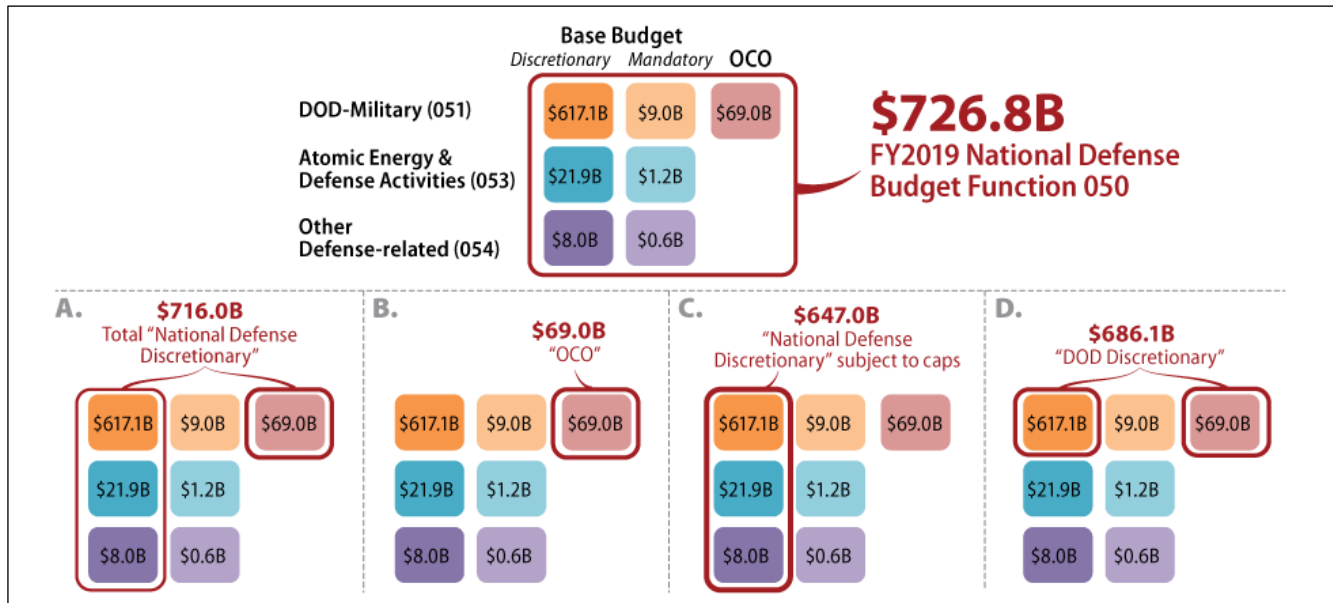 Base Budget
Discretionary Mandatory OCO
DOD-Military (051)
$617.1B $9.0B $69.0B
Atomic Energy &
Defense Activities (053)
$21.9B $1.2B
Other
Defense-related (054)
$8.0B $0.6B
$726.8B
FY2019 National Defense
Budget Function 050
A.
$716.0B
Total “National Defense
Discretionary”
$617.1B $9.0B $69.0B
$21.9B $1.2B
$8.0B $0.6B
B.
$69.0B
“OCO”
$617.1B $9.0B $69.0B
$21.9B $1.2B
$8.0B $0.6B
C.
$647.0B
“National Defense
Discretionary” subject to caps
$617.1B $9.0B $69.0B
$21.9B $1.2B
$8.0B $0.6B
D.
$686.1B
“DOD Discretionary”
$617.1B $9.0B $69.0B
$21.9B $1.2B
$8.0B $0.6B